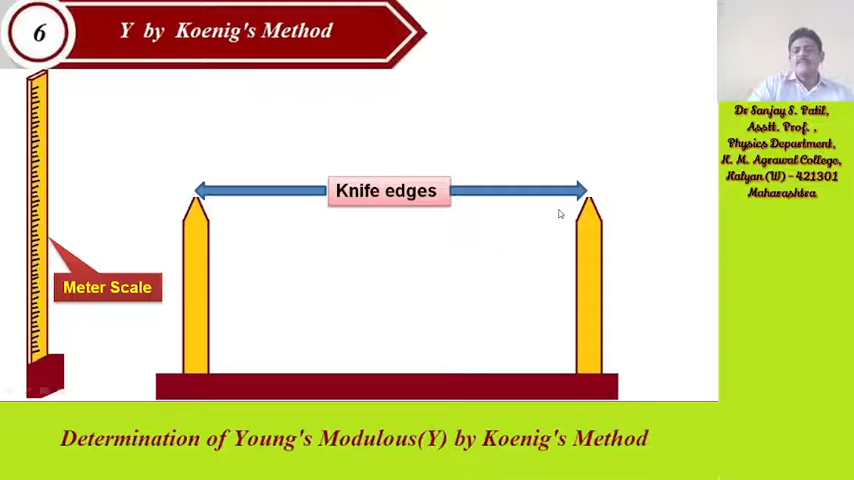 6
Y by Koenig's Method
Knife edges
Meter Scale
Determination of Young's Modulous(Y) by Koenig's Method
Dr Sanjay S. Patil,
Asstt. Prof. ,
Physics Department,
K. M. Agrawal College,
Kalyan (W) - 421301
Maharashtra